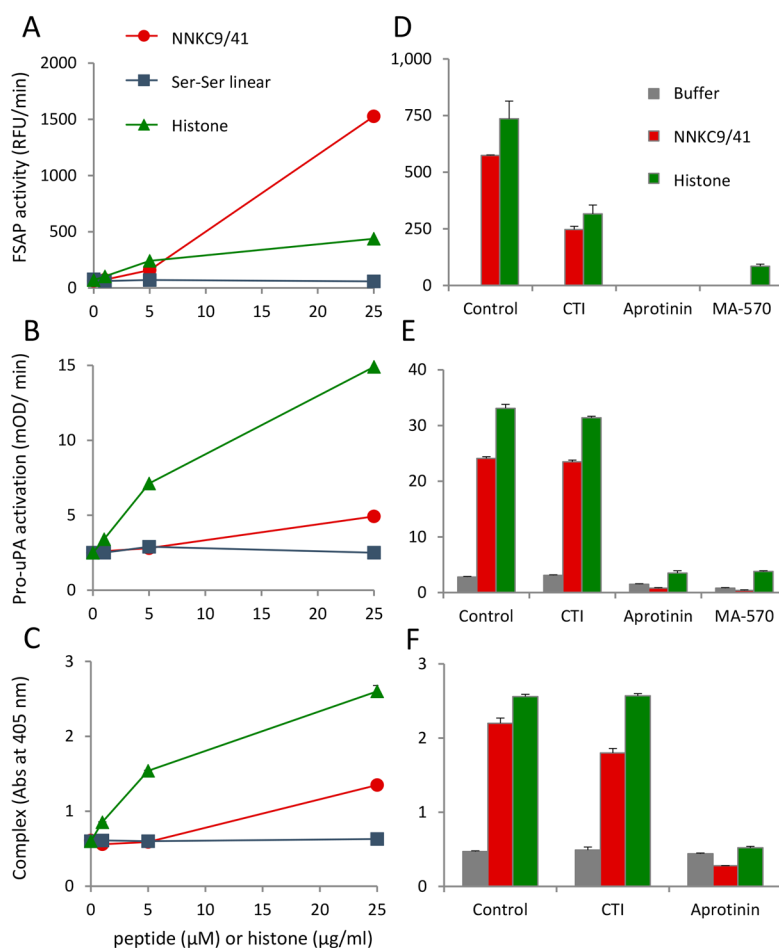 A
NNKC9/41
Ser-Ser linear
Histone
FSAP activity (RFU/min)
2000
1500
1000
500
0
0 5 10 15 20 25
D
1,000
750
500
250
0
Buffer
NNKC9/41
Histone
Control CTI Aprotinin MA-570
B
Pro-uPA activation (mOD/ min)
15
10
5
0
0 5 10 15 20 25
E
40
30
20
10
0
Control CTI Aprotinin MA-570
C
Complex (Abs at 405 nm)
3
2
1
0
0 5 10 15 20 25
peptide (µM) or histone (µg/ml)
F
3
2
1
0
Control CTI Aprotinin